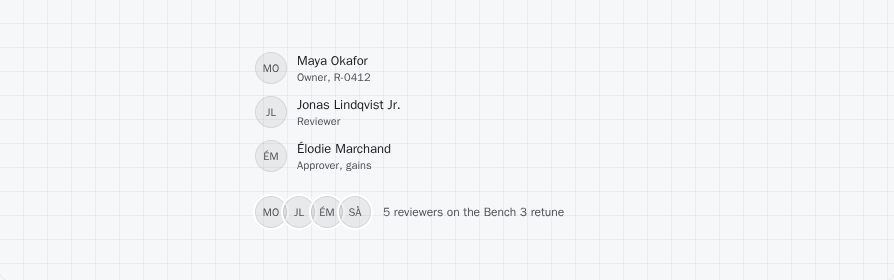 MO Maya Okafor
Owner, R-0412
JL Jonas Lindqvist Jr.
Reviewer
ÉM Élodie Marchand
Approver, gains
MO JL ÉM SÅ 5 reviewers on the Bench 3 retune